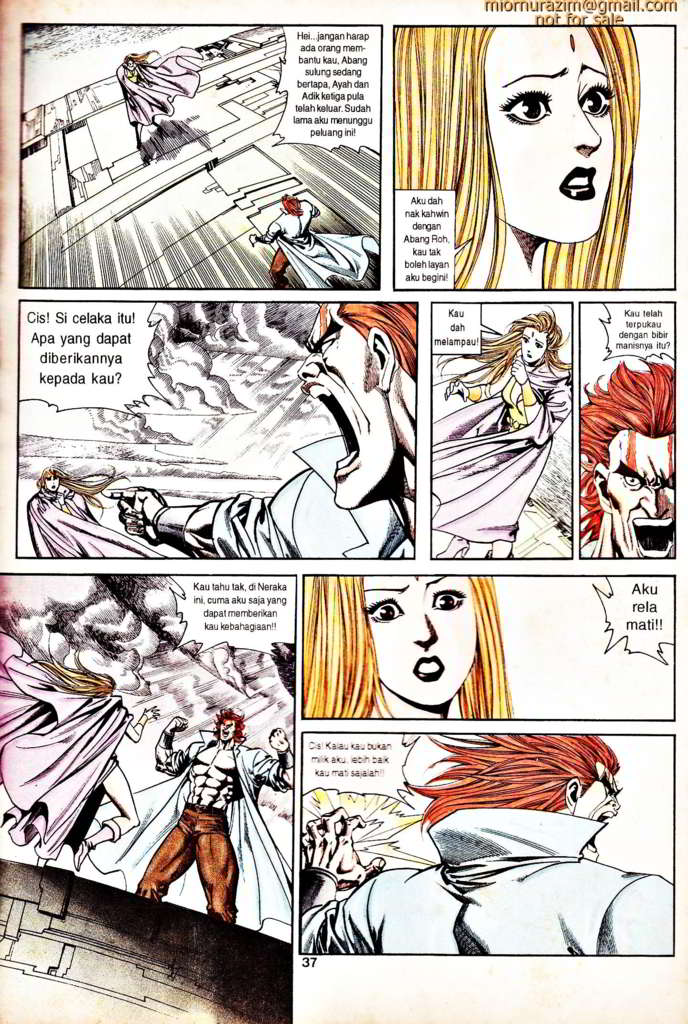 miomurazim@gmail.com
not for sale
Hei...jangan harap
ada orang mem-
bantu kau, Abang
sulung sedang
bertapa, Ayah dan
Adik ketiga pula
telah keluar. Sudah
lama aku menunggu
peluang ini!
Aku dah
nak kahwin
dengan
Abang Roh,
kau tak
boleh layan
aku begini!
Cis! Si celaka itu!
Apa yang dapat
diberikannya
kepada kau?
Kau
dah
melampau!
Kau telah
terpukau
dengan bibir
manisnya itu?
Kau tahu tak, di Neraka
ini, cuma aku saja yang
dapat memberikan
kau kebahagiaan!!
Aku
rela
mati!!
Cis! Kalau kau bukan
milik aku, lebih baik
kau mati sajalah!!
37